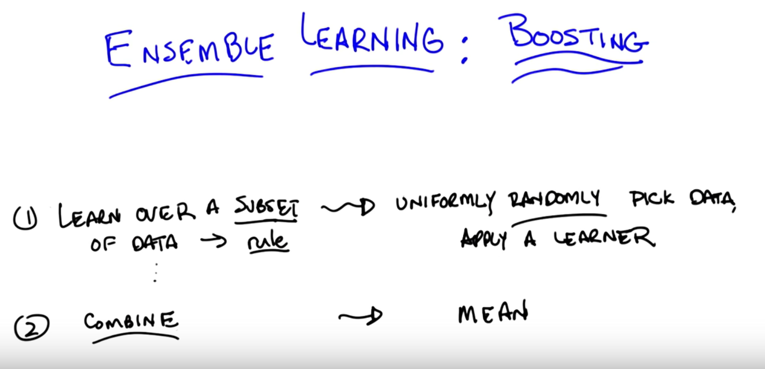 ENSEMBLE LEARNING: BOOSTING
① LEARN OVER A SUBSET → UNIFORMLY RANDOMLY PICK DATA,
OF DATA → rule APPLY A LEARNER
⋮
② COMBINE → MEAN